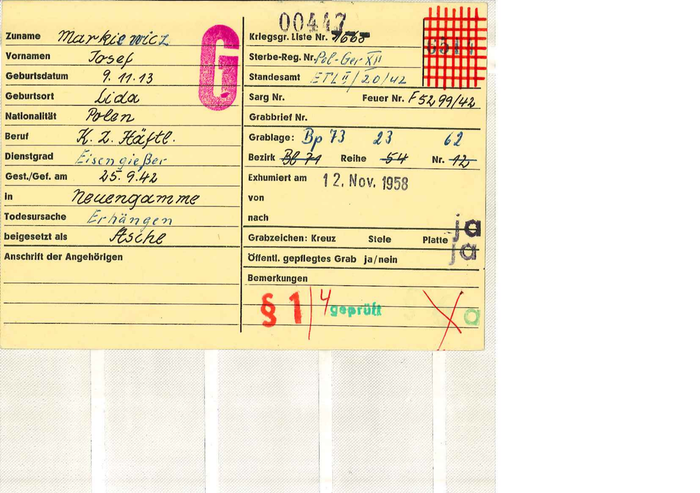 00447
Zuname Markiewicz
Vornamen Josef
Geburtsdatum 9.11.13
Geburtsort Lida
Nationalität Polen
Beruf K.Z. Häftl.
Dienstgrad Eisengießer
Gest./Gef. am 25.9.42
in Neuengamme
Todesursache Erhängen
beigesetzt als Asche
Anschrift der Angehörigen
G
Kriegsgr. Liste Nr.
Sterbe-Reg. Nr. Pol-Ger XII
Standesamt ETL II/20/42
Sarg Nr. Feuer Nr. F5299/42
Grabbrief Nr.
Grablage: Bp 73 23 62
Bezirk Bl 71 Reihe 54 Nr. 12
Exhumiert am 12. Nov. 1958
von
nach
ja
Grabzeichen: Kreuz Stele Platte
ja
Öffentl. gepflegtes Grab ja/nein
Bemerkungen
§ 1/4 geprüft